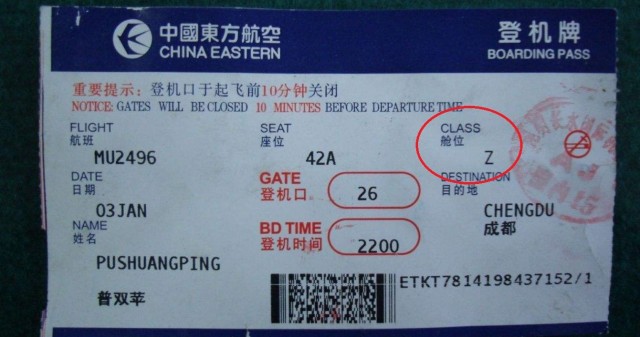 中國東方航空
CHINA EASTERN
登机牌
BOARDING PASS
重要提示: 登机口于起飞前10分钟关闭
NOTICE: GATES WILL BE CLOSED 10 MINUTES BEFORE DEPARTURE TIME
FLIGHT
航班
MU2496
SEAT
座位
42A
CLASS
舱位
Z
DATE
日期
03JAN
GATE
登机口
26
DESTINATION
目的地
CHENGDU
成都
NAME
姓名
PUSHUANGPING
普双苹
BD TIME
登机时间
2200
ETKT7814198437152/1